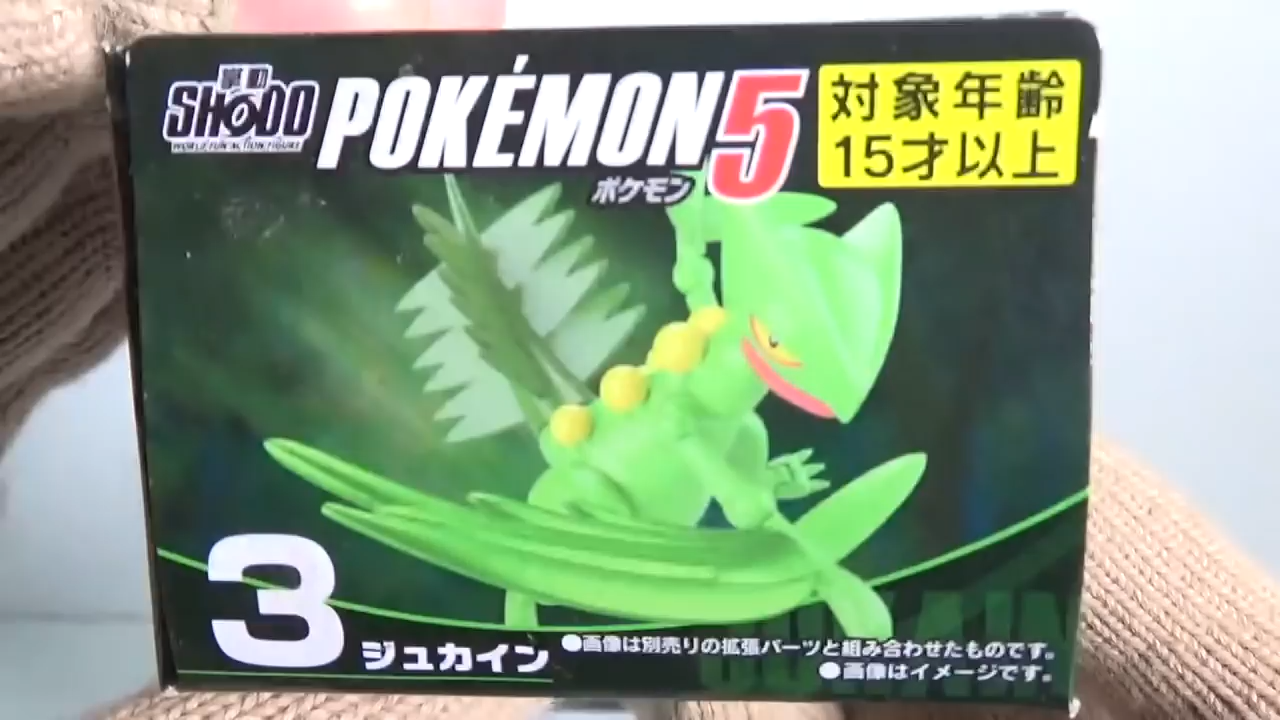 掌動
SHODO
WORLD FUN ACTION FIGURE
POKÉMON5
ポケモン
対象年齢
15才以上
3
ジュカイン
●画像は別売りの拡張パーツと組み合わせたものです。
●画像はイメージです。